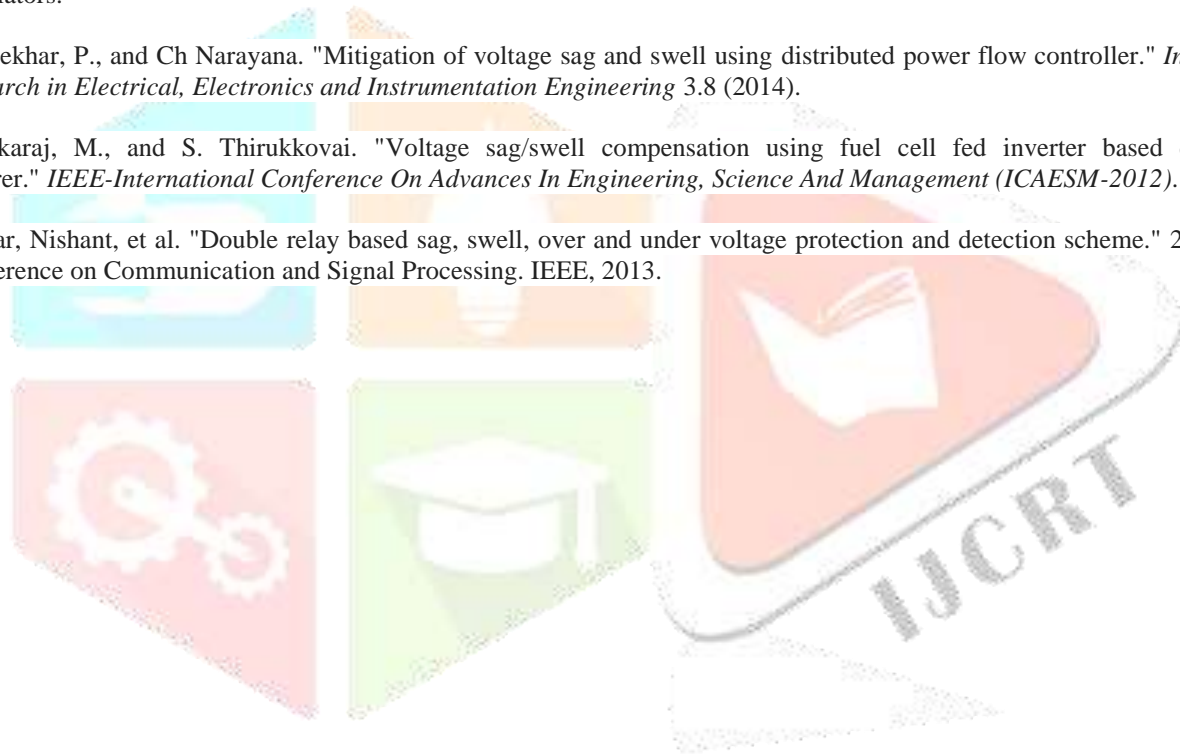 ators.
ekhar, P., and Ch Narayana. "Mitigation of voltage sag and swell using distributed power flow controller." In
arch in Electrical, Electronics and Instrumentation Engineering 3.8 (2014).
karaj, M., and S. Thirukkovai. "Voltage sag/swell compensation using fuel cell fed inverter based
er." IEEE-International Conference On Advances In Engineering, Science And Management (ICAESM-2012).
ar, Nishant, et al. "Double relay based sag, swell, over and under voltage protection and detection scheme." 2
erence on Communication and Signal Processing. IEEE, 2013.
IJCRT